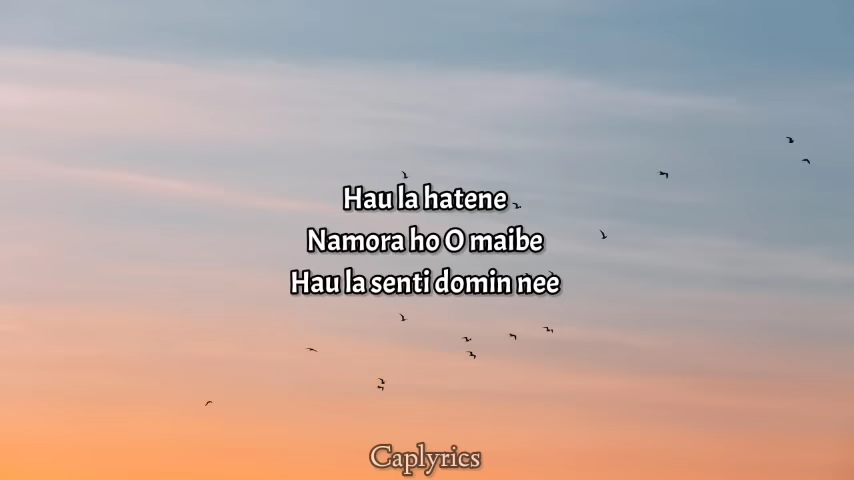 Hau la hatene
Namora ho O maibe
Hau la senti domin nee
Caplyrics